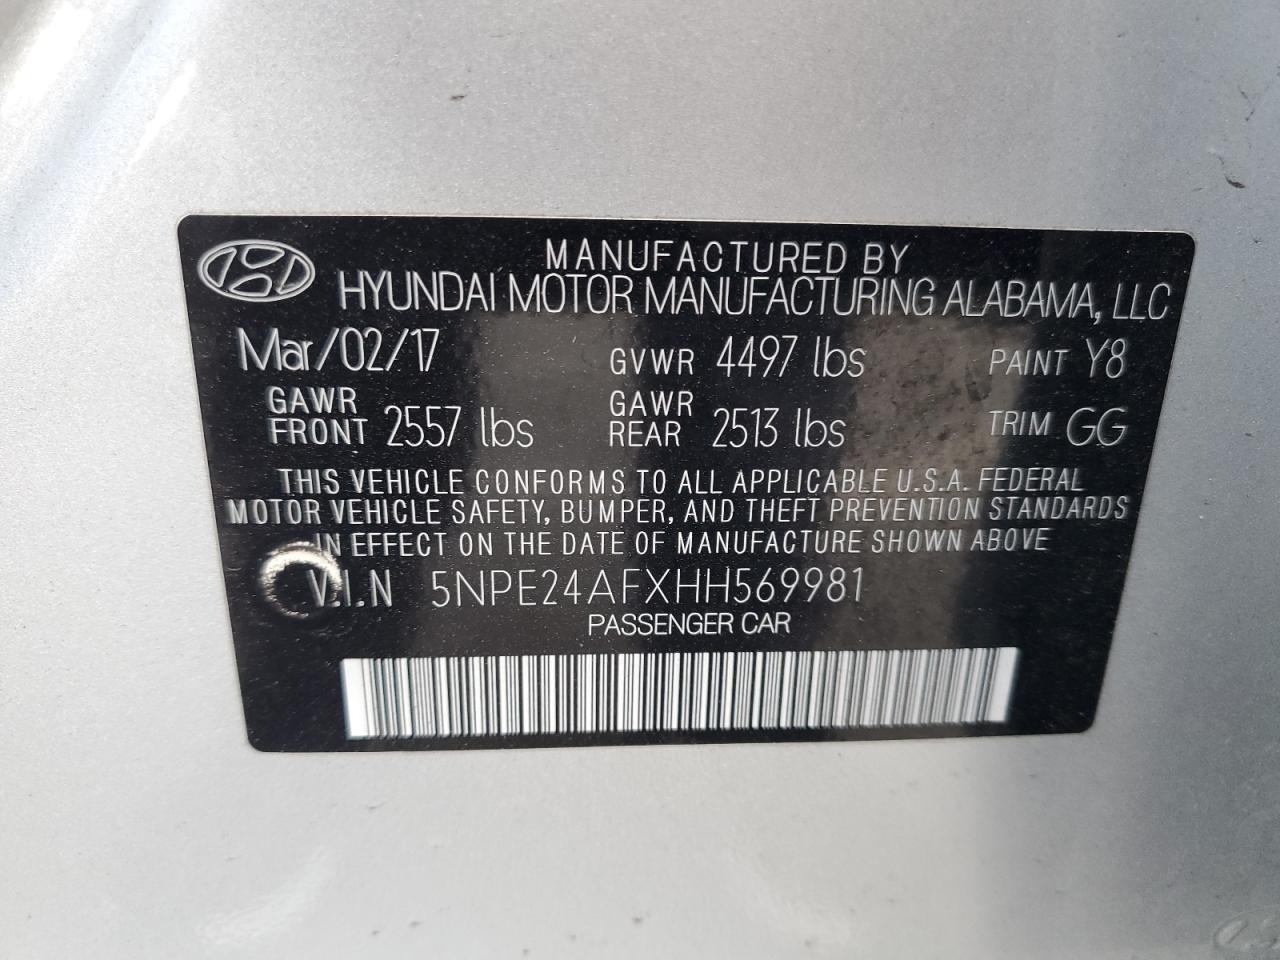 MANUFACTURED BY
HYUNDAI MOTOR MANUFACTURING ALABAMA, LLC
Mar/02/17 GVWR 4497 lbs PAINT Y8
GAWR FRONT 2557 lbs GAWR REAR 2513 lbs TRIM GG
THIS VEHICLE CONFORMS TO ALL APPLICABLE U.S.A. FEDERAL
MOTOR VEHICLE SAFETY, BUMPER, AND THEFT PREVENTION STANDARDS
IN EFFECT ON THE DATE OF MANUFACTURE SHOWN ABOVE
V.I.N 5NPE24AFXHH569981
PASSENGER CAR